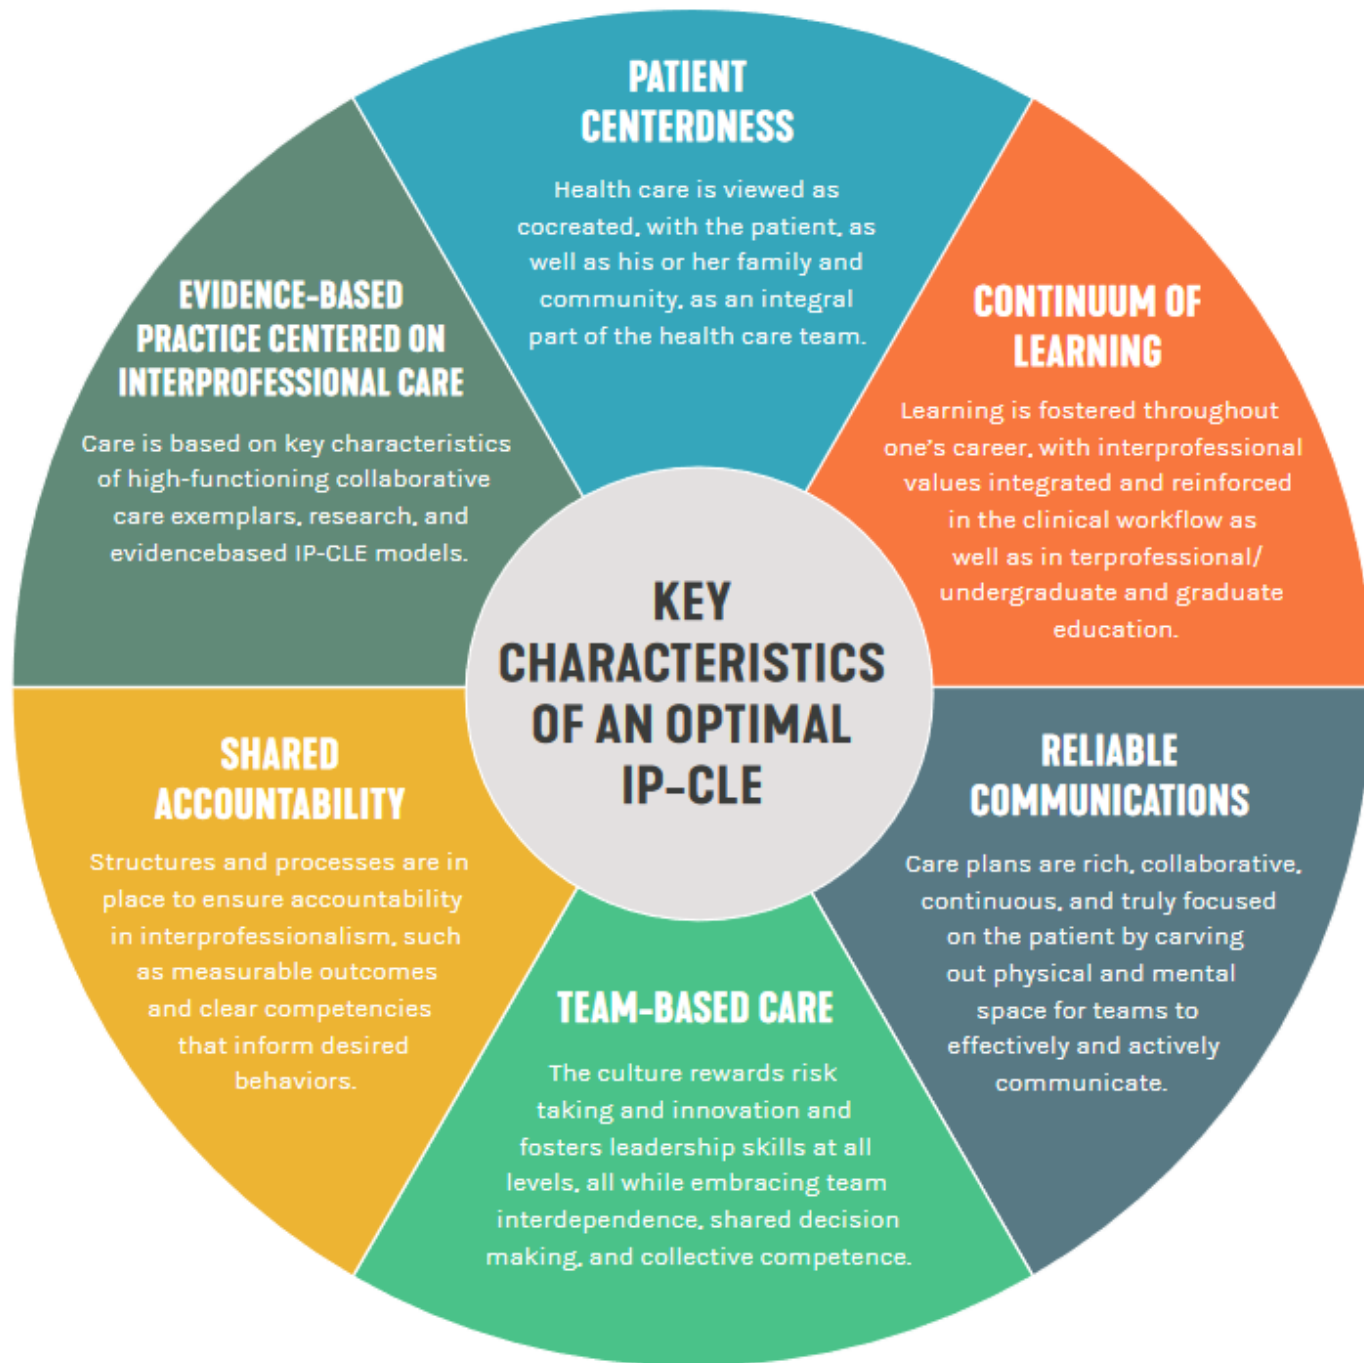 PATIENT
CENTERDNESS
Health care is viewed as
cocreated, with the patient, as
well as his or her family and
community, as an integral
part of the health care team.
CONTINUUM OF
LEARNING
Learning is fostered throughout
one's career, with interprofessional
values integrated and reinforced
in the clinical workflow as
well as in terprofessional/
undergraduate and graduate
education.
RELIABLE
COMMUNICATIONS
Care plans are rich, collaborative,
continuous, and truly focused
on the patient by carving
out physical and mental
space for teams to
effectively and actively
communicate.
TEAM-BASED CARE
The culture rewards risk
taking and innovation and
fosters leadership skills at all
levels, all while embracing team
interdependence, shared decision
making, and collective competence.
SHARED
ACCOUNTABILITY
Structures and processes are in
place to ensure accountability
in interprofessionalism, such
as measurable outcomes
and clear competencies
that inform desired
behaviors.
EVIDENCE-BASED
PRACTICE CENTERED ON
INTERPROFESSIONAL CARE
Care is based on key characteristics
of high-functioning collaborative
care exemplars, research, and
evidencebased IP-CLE models.
KEY
CHARACTERISTICS
OF AN OPTIMAL
IP-CLE